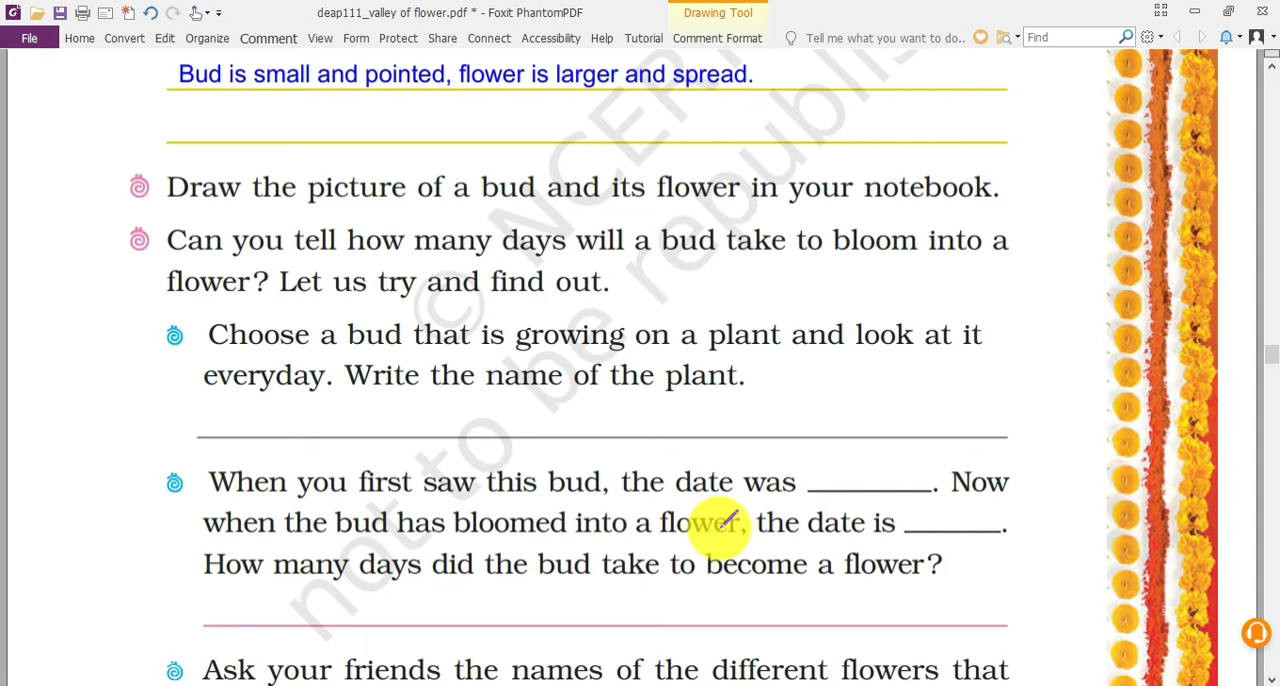 deap111_valley of flower.pdf * - Foxit PhantomPDF
Drawing Tool
File Home Convert Edit Organize Comment View Form Protect Share Connect Accessibility Help Tutorial Comment Format Tell me what you want to do.. Find
Bud is small and pointed, flower is larger and spread.
Draw the picture of a bud and its flower in your notebook.
Can you tell how many days will a bud take to bloom into a
flower? Let us try and find out.
Choose a bud that is growing on a plant and look at it
everyday. Write the name of the plant.
When you first saw this bud, the date was ________. Now
when the bud has bloomed into a flower, the date is ______.
How many days did the bud take to become a flower?
Ask your friends the names of the different flowers that
© NCERT
not to be republis